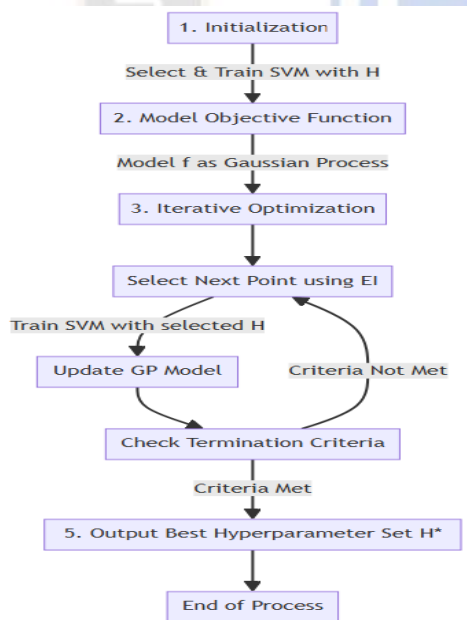 1. Initialization
Select & Train SVM with H
2. Model Objective Function
Model f as Gaussian Process
3. Iterative Optimization
Select Next Point using EI
Train SVM with selected H
Update GP Model
Criteria Not Met
Check Termination Criteria
Criteria Met
5. Output Best Hyperparameter Set H*
End of Process